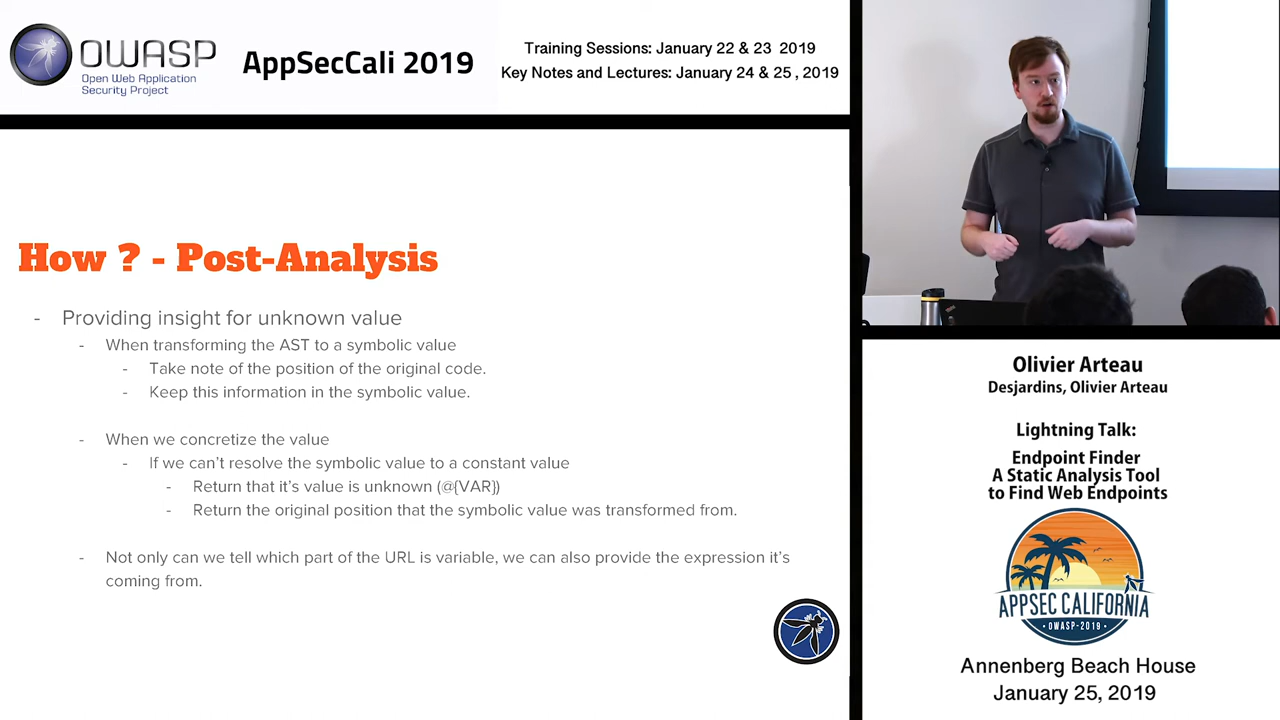 OWASP
Open Web Application
Security Project
AppSecCali 2019
Training Sessions: January 22 & 23 2019
Key Notes and Lectures: January 24 & 25 , 2019
How ? - Post-Analysis
- Providing insight for unknown value
- When transforming the AST to a symbolic value
- Take note of the position of the original code.
- Keep this information in the symbolic value.
- When we concretize the value
- If we can't resolve the symbolic value to a constant value
- Return that it's value is unknown (@{VAR})
- Return the original position that the symbolic value was transformed from.
- Not only can we tell which part of the URL is variable, we can also provide the expression it's
coming from.
Olivier Arteau
Desjardins, Olivier Arteau
Lightning Talk:
Endpoint Finder
A Static Analysis Tool
to Find Web Endpoints
APPSEC CALIFORNIA
• OWASP-2019 •
Annenberg Beach House
January 25, 2019